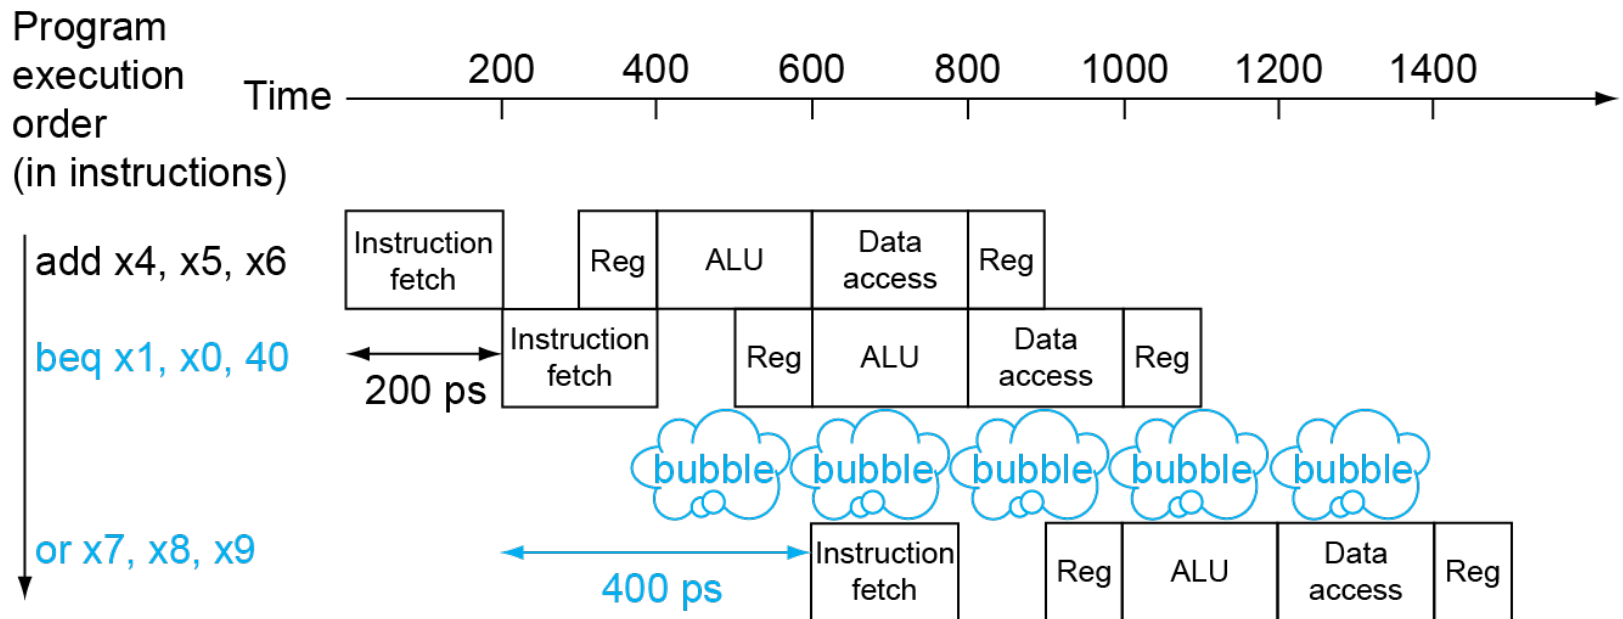 Program
execution
order
(in instructions)
Time
200 400 600 800 1000 1200 1400
add x4, x5, x6
Instruction
fetch
Reg
ALU
Data
access
Reg
beq x1, x0, 40
200 ps
Instruction
fetch
Reg
ALU
Data
access
Reg
bubble bubble bubble bubble bubble
or x7, x8, x9
400 ps
Instruction
fetch
Reg
ALU
Data
access
Reg